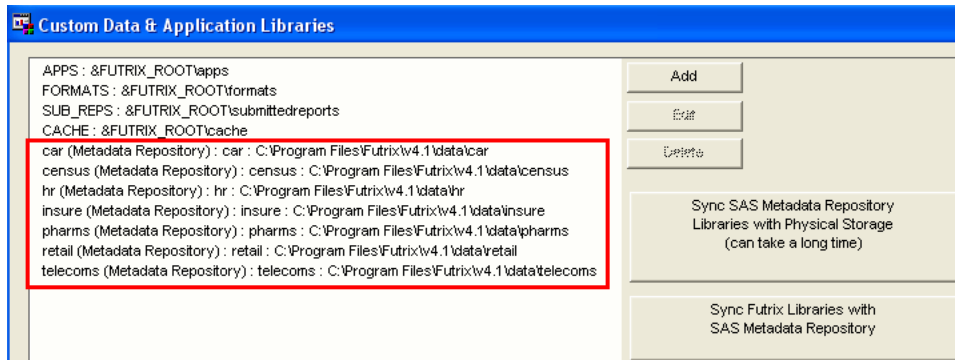 Custom Data & Application Libraries
APPS : &FUTRIX_ROOT\apps
FORMATS : &FUTRIX_ROOT\formats
SUB_REPS : &FUTRIX_ROOT\submittedreports
CACHE : &FUTRIX_ROOT\cache
car (Metadata Repository) : car : C:\Program Files\Futrix\v4.1\data\car
census (Metadata Repository) : census : C:\Program Files\Futrix\v4.1\data\census
hr (Metadata Repository) : hr : C:\Program Files\Futrix\v4.1\data\hr
insure (Metadata Repository) : insure : C:\Program Files\Futrix\v4.1\data\insure
pharms (Metadata Repository) : pharms : C:\Program Files\Futrix\v4.1\data\pharms
retail (Metadata Repository) : retail : C:\Program Files\Futrix\v4.1\data\retail
telecoms (Metadata Repository) : telecoms : C:\Program Files\Futrix\v4.1\data\telecoms
Add
Edit
Delete
Sync SAS Metadata Repository
Libraries with Physical Storage
(can take a long time)
Sync Futrix Libraries with
SAS Metadata Repository